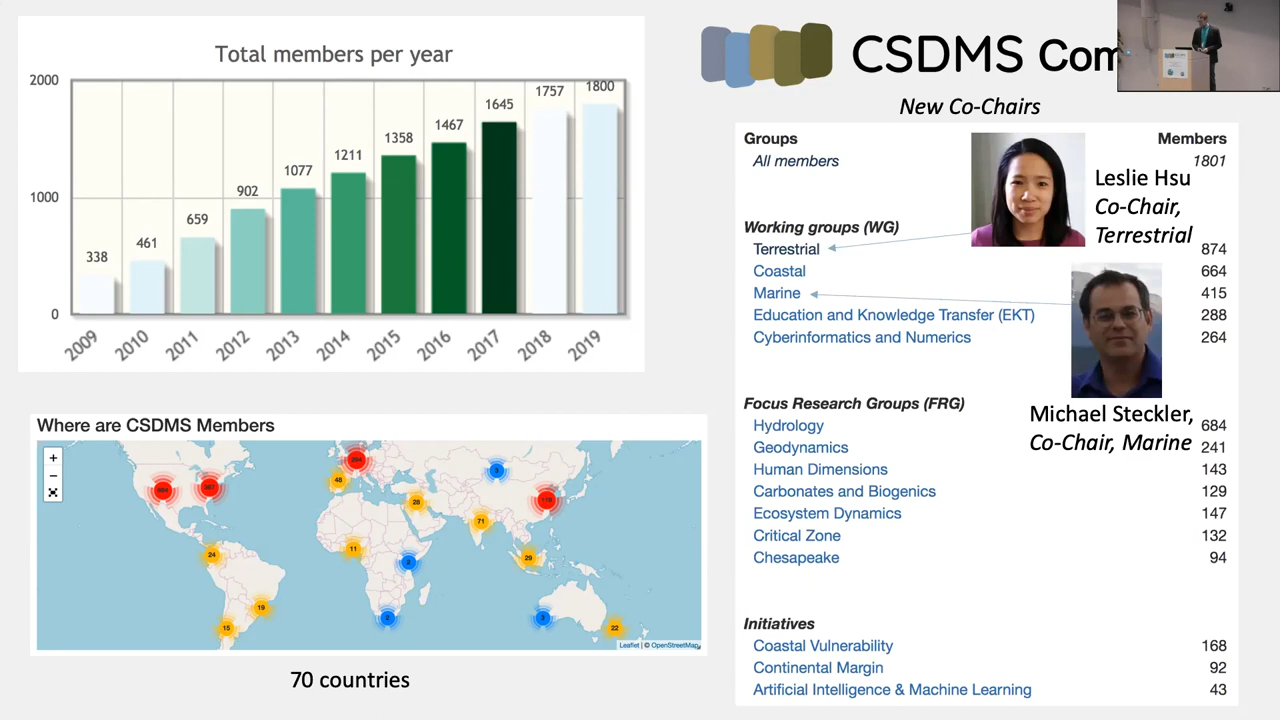 Total members per year
2000
1000
0
338
461
659
902
1077
1211
1358
1467
1645
1757
1800
2009
2010
2011
2012
2013
2014
2015
2016
2017
2018
2019
Where are CSDMS Members
+
−
48
28
3
71
24
11
29
19
15
22
Leaflet | © OpenStreetMap
70 countries
CSDMS Com
New Co-Chairs
Groups Members
All members 1801
Leslie Hsu
Co-Chair,
Terrestrial
Working groups (WG)
Terrestrial 874
Coastal 664
Marine 415
Education and Knowledge Transfer (EKT) 288
Cyberinformatics and Numerics 264
Michael Steckler,
Co-Chair, Marine
Focus Research Groups (FRG)
Hydrology 684
Geodynamics 241
Human Dimensions 143
Carbonates and Biogenics 129
Ecosystem Dynamics 147
Critical Zone 132
Chesapeake 94
Initiatives
Coastal Vulnerability 168
Continental Margin 92
Artificial Intelligence & Machine Learning 43